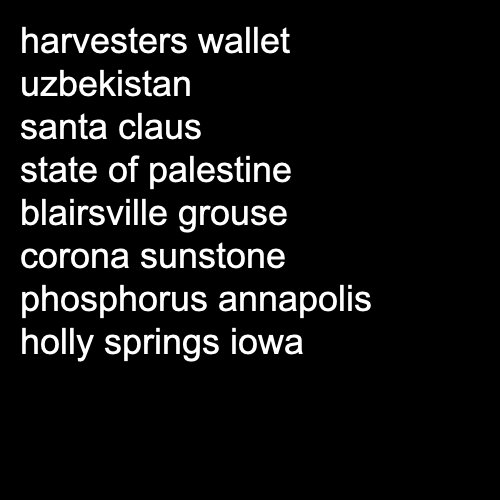 harvesters wallet
uzbekistan
santa claus
state of palestine
blairsville grouse
corona sunstone
phosphorus annapolis
holly springs iowa